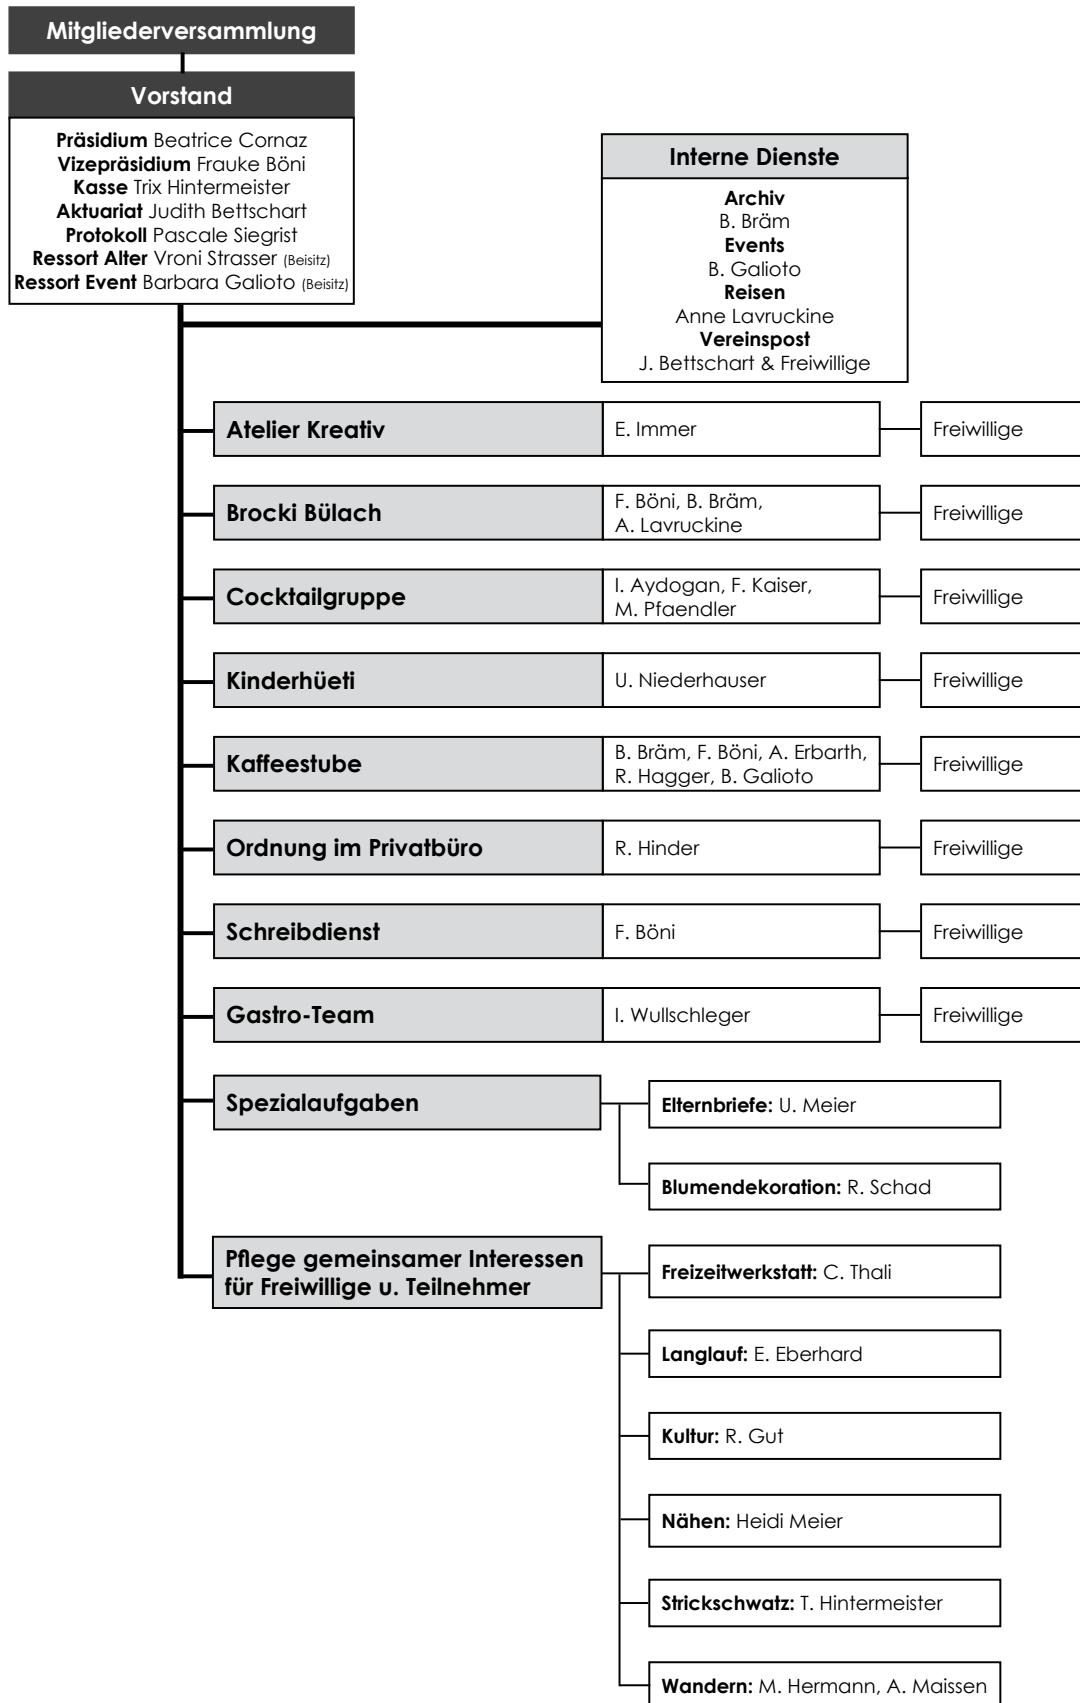 Mitgliederversammlung
Vorstand
Präsidium Beatrice Cornaz
Vizepräsidium Frauke Böni
Kasse Trix Hintermeister
Aktuariat Judith Bettschart
Protokoll Pascale Siegrist
Ressort Alter Vroni Strasser (Beisitz)
Ressort Event Barbara Galioto (Beisitz)
Interne Dienste
Archiv
B. Bräm
Events
B. Galioto
Reisen
Anne Lavruckine
Vereinspost
J. Bettschart & Freiwillige
Atelier Kreativ
E. Immer
Freiwillige
Brocki Bülach
F. Böni, B. Bräm,
A. Lavruckine
Freiwillige
Cocktailgruppe
I. Aydogan, F. Kaiser,
M. Pfaendler
Freiwillige
Kinderhüeti
U. Niederhauser
Freiwillige
Kaffeestube
B. Bräm, F. Böni, A. Erbarth,
R. Hagger, B. Galioto
Freiwillige
Ordnung im Privatbüro
R. Hinder
Freiwillige
Schreibdienst
F. Böni
Freiwillige
Gastro-Team
I. Wullschleger
Freiwillige
Spezialaufgaben
Elternbriefe: U. Meier
Blumendekoration: R. Schad
Pflege gemeinsamer Interessen
für Freiwillige u. Teilnehmer
Freizeitwerkstatt: C. Thali
Langlauf: E. Eberhard
Kultur: R. Gut
Nähen: Heidi Meier
Strickschwatz: T. Hintermeister
Wandern: M. Hermann, A. Maissen